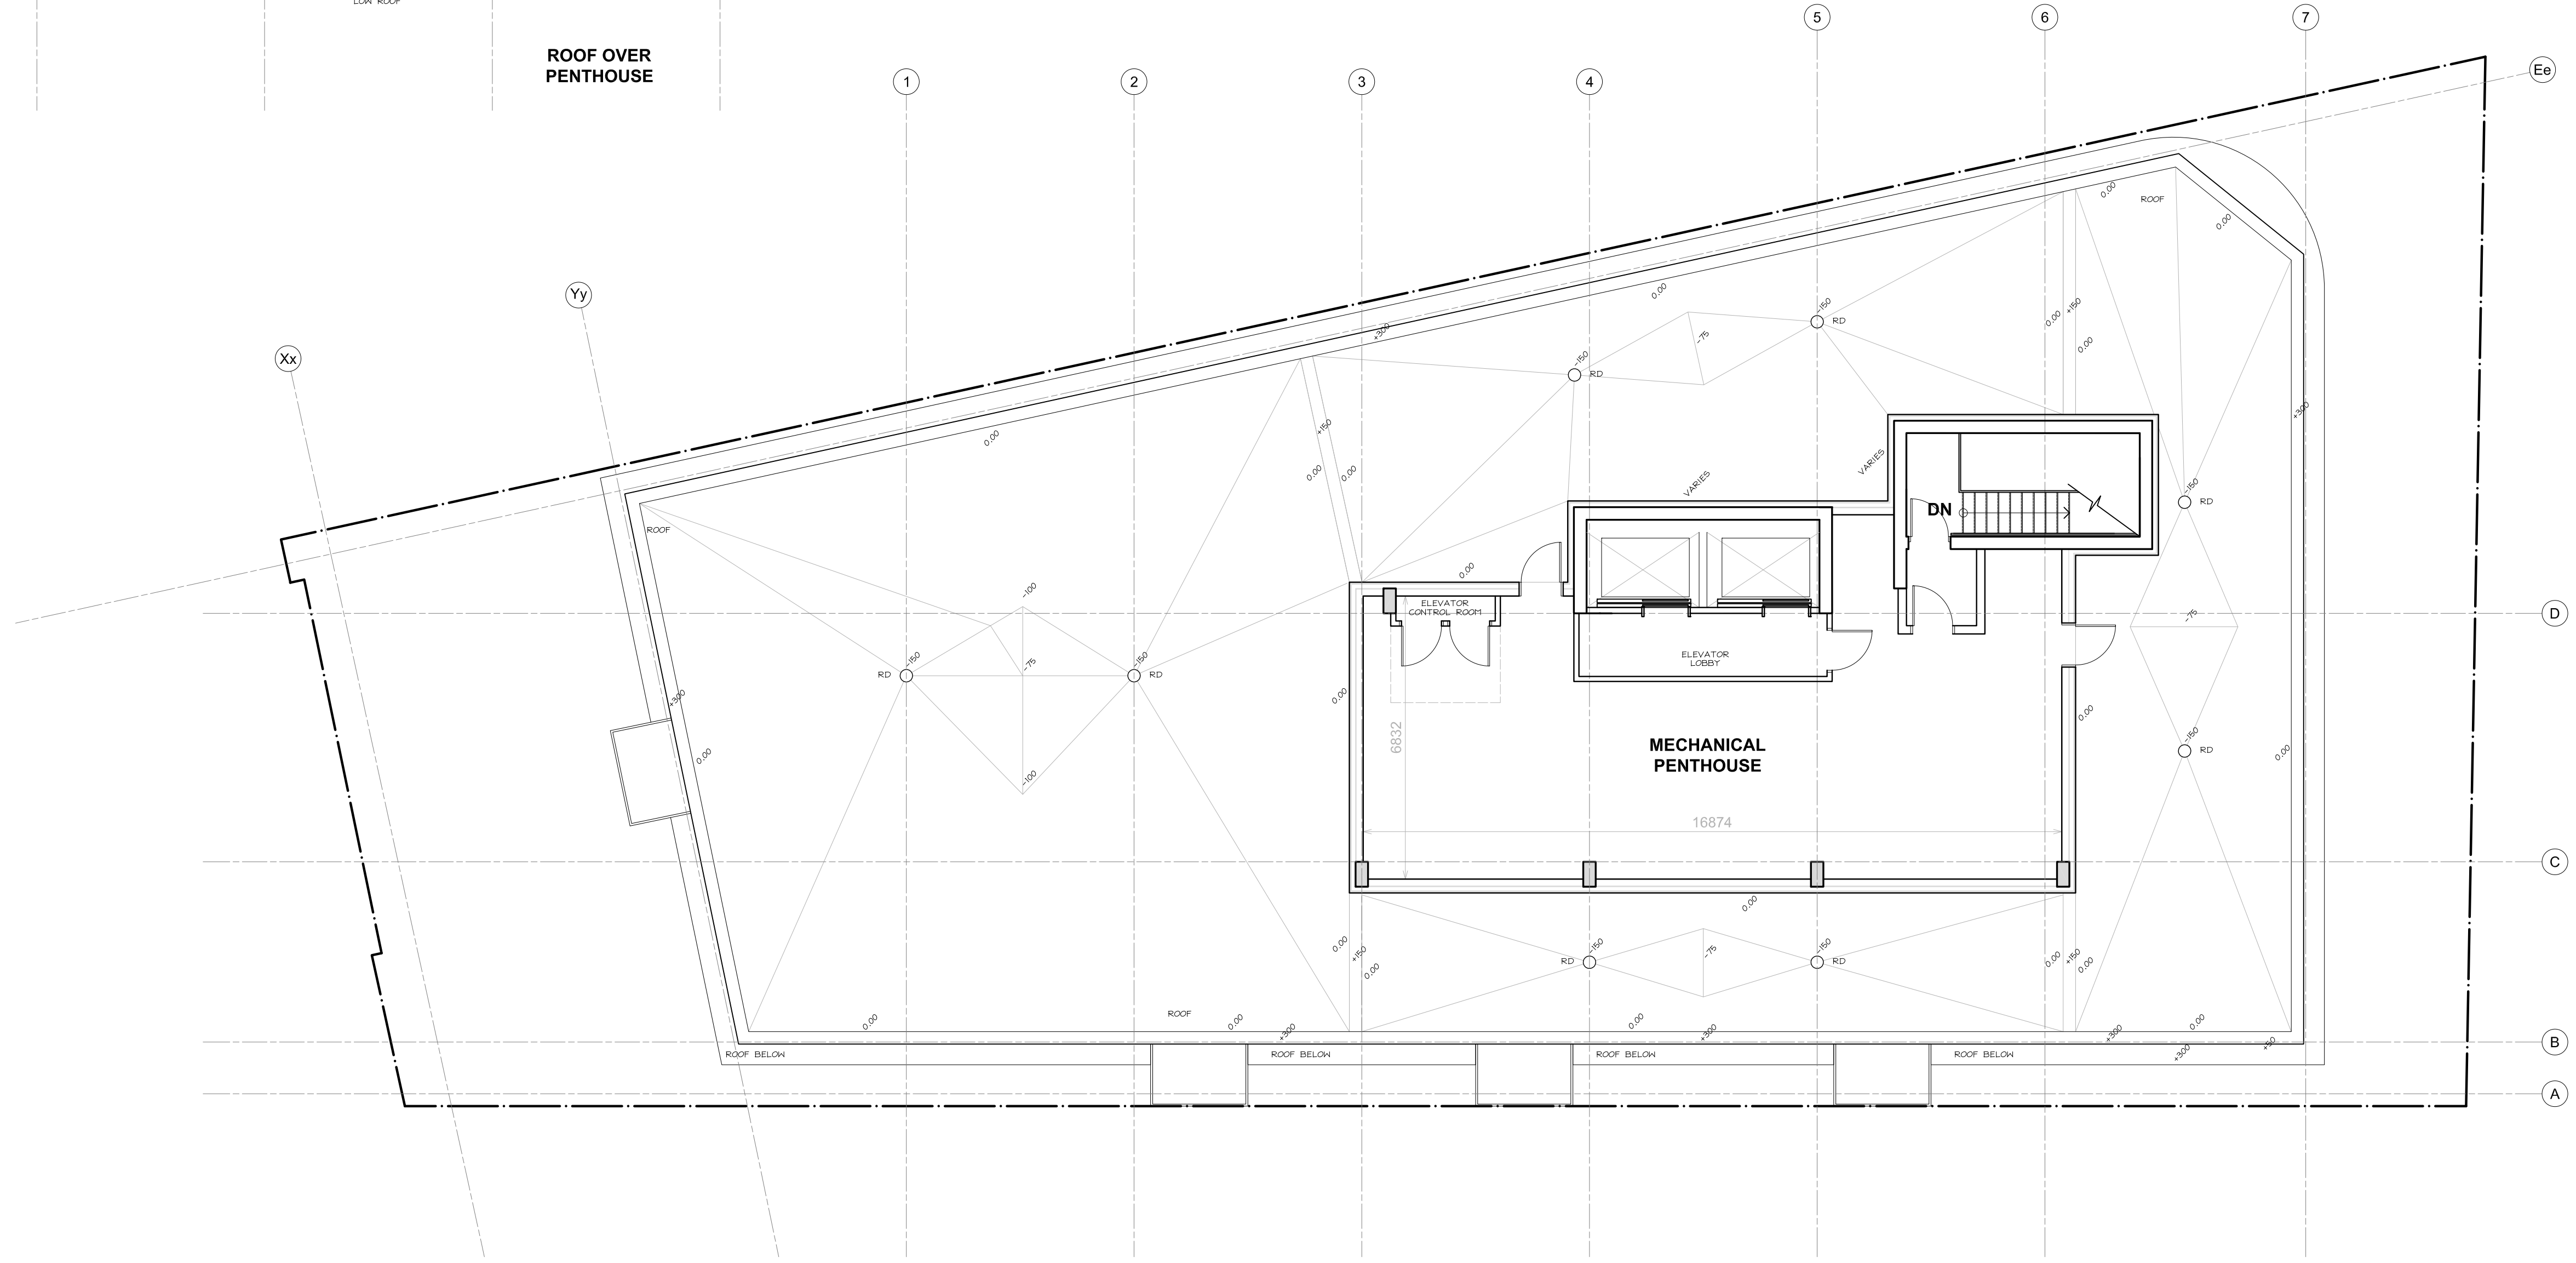 LOW ROOF
ROOF OVER
PENTHOUSE
1
2
3
4
5
6
7
Ee
Yy
Xx
D
C
B
A
0.00
ROOF
0.00
0.00
+300
-150
RD
-75
-150
RD
0.00
+150
0.00
+300
0.00
+150
0.00
0.00
VARIES
VARIES
ROOF
DN
-150
RD
0.00
-100
ELEVATOR
CONTROL ROOM
-75
-150
RD
-75
-150
RD
ELEVATOR
LOBBY
+300
0.00
0.00
0.00
6832
MECHANICAL
PENTHOUSE
-150
RD
0.00
-100
16874
0.00
0.00
+150
0.00
RD
-150
-75
-150
RD
0.00
+150
0.00
ROOF
0.00
0.00
+300
0.00
+300
+300
0.00
+300
+50
ROOF BELOW
ROOF BELOW
ROOF BELOW
ROOF BELOW